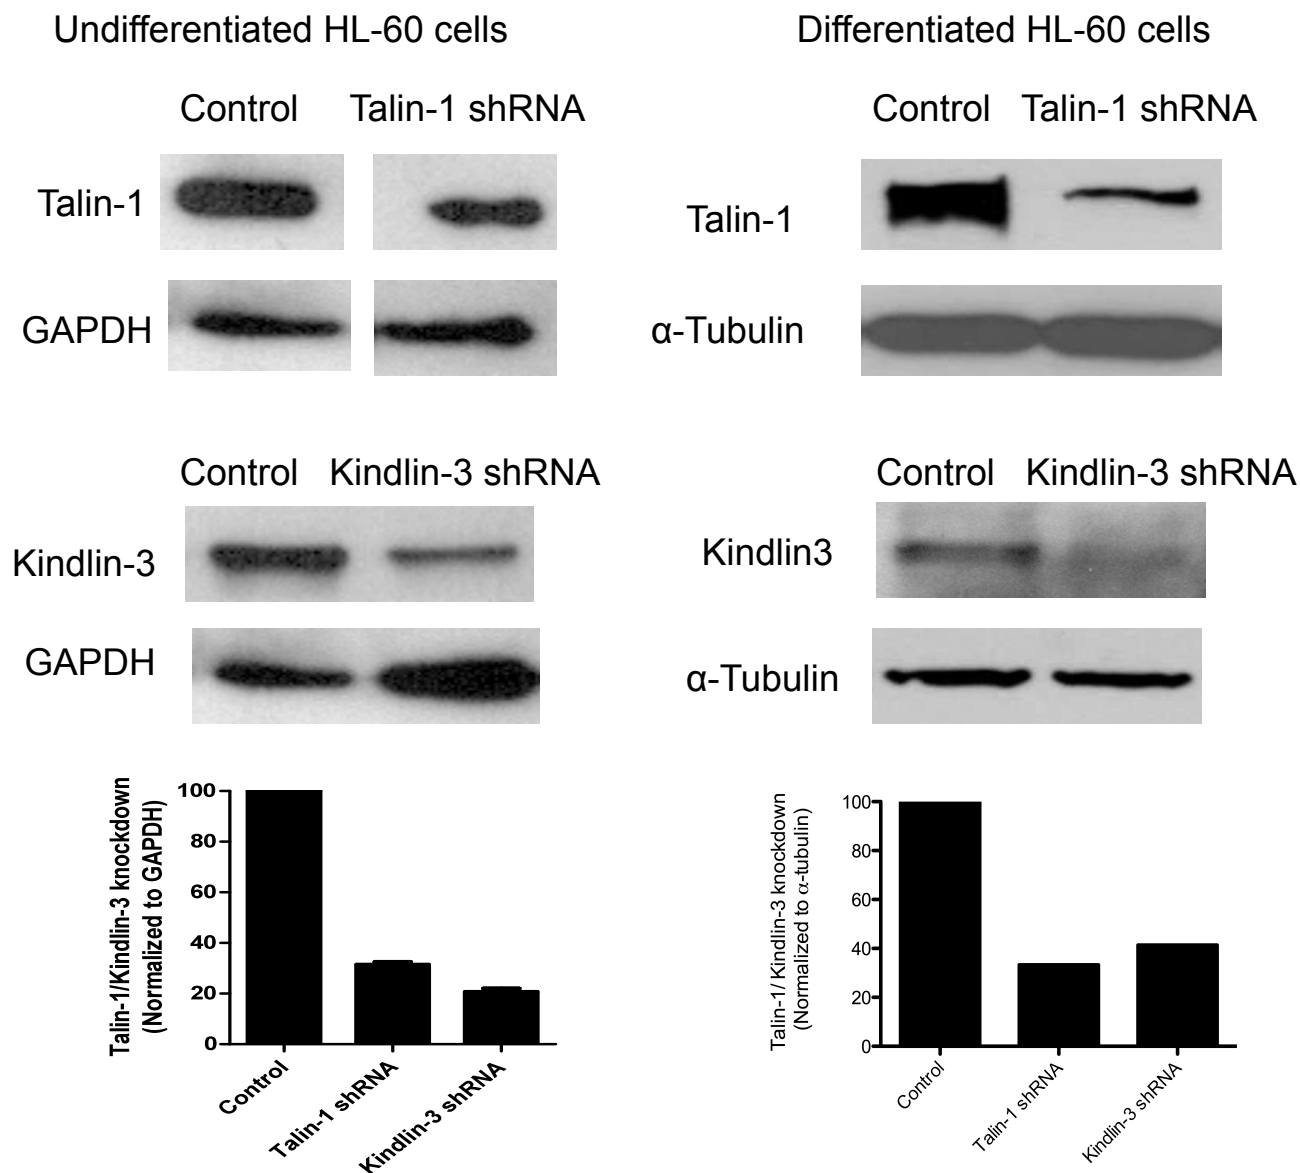 Undifferentiated HL-60 cells
Differentiated HL-60 cells
Control Talin-1 shRNA
Control Talin-1 shRNA
Talin-1
Talin-1
GAPDH
α-Tubulin
Control Kindlin-3 shRNA
Control Kindlin-3 shRNA
Kindlin-3
Kindlin3
GAPDH
α-Tubulin
Talin-1/Kindlin-3 knockdown
(Normalized to GAPDH)
100
80
60
40
20
0
Control
Talin-1 shRNA
Kindlin-3 shRNA
Talin-1/ Kindlin-3 knockdown
(Normalized to α-tubulin)
100
80
60
40
20
0
Control
Talin-1 shRNA
Kindlin-3 shRNA